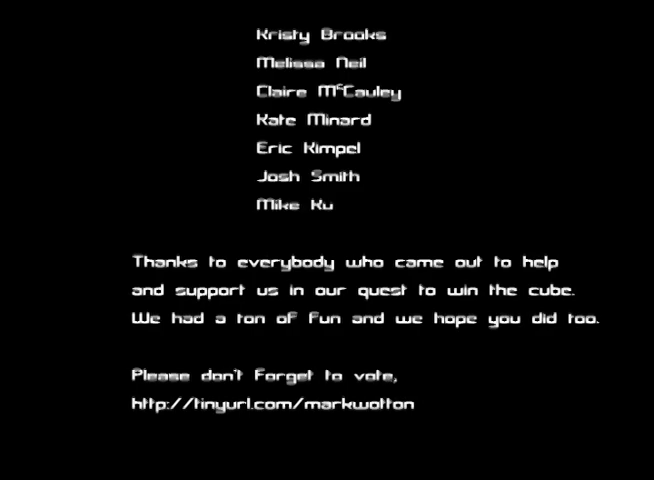 Kristy Brooks
Melissa Neil
Claire McCauley
Kate Minard
Eric Kimpel
Josh Smith
Mike Ku
Thanks to everybody who came out to help
and support us in our quest to win the cube.
We had a ton of fun and we hope you did too.
Please don't forget to vote,
http://tinyurl.com/markwotton